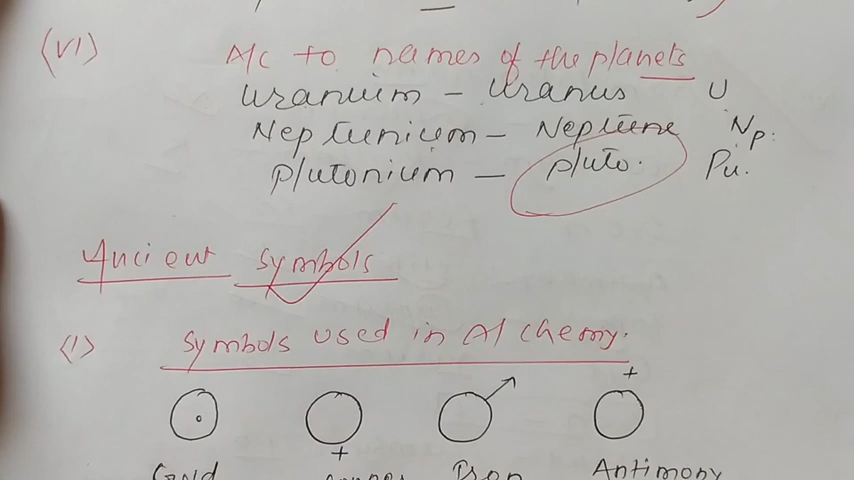 (VI) A/C to names of the planets
Uranium - Uranus U
Neptunium - Neptune Np.
Plutonium - Pluto. Pu.
Ancient Symbols
(1) Symbols used in Alchemy.
Gold Iron Antimony